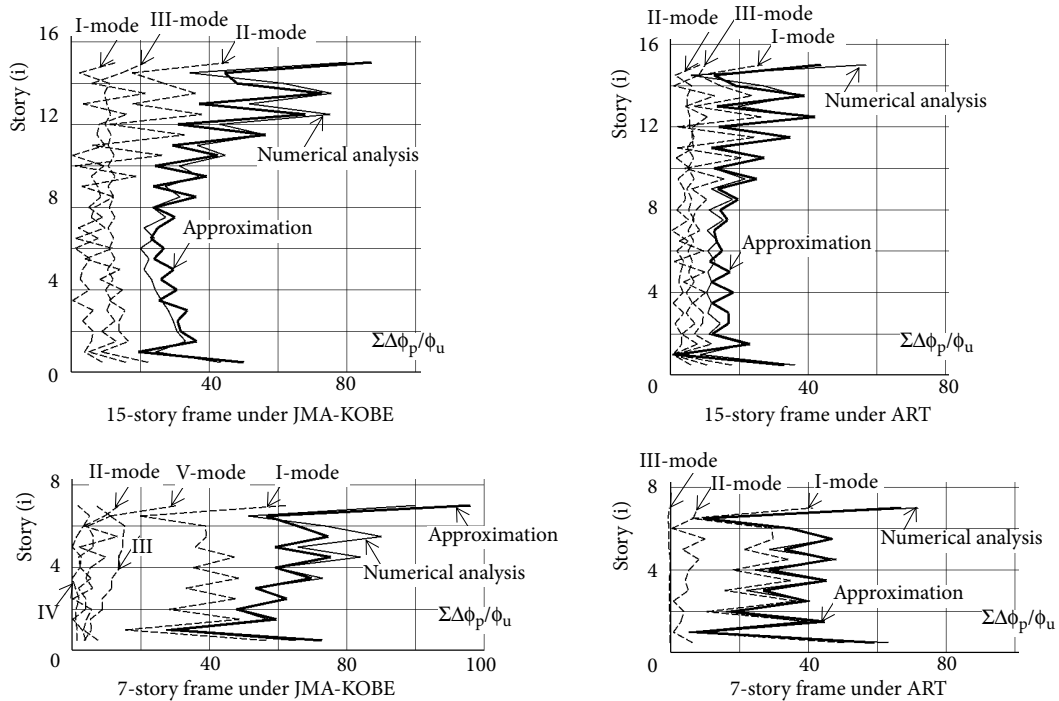 I-mode
III-mode
II-mode
16
12
8
4
0
Story (i)
Numerical analysis
Approximation
ΣΔϕp/ϕu
40
80
15-story frame under JMA-KOBE
II-mode
III-mode
I-mode
16
12
8
4
0
Story (i)
Numerical analysis
Approximation
ΣΔϕp/ϕu
40
80
15-story frame under ART
II-mode
V-mode
I-mode
8
4
0
Story (i)
III
IV
Approximation
Numerical analysis
ΣΔϕp/ϕu
40
80
100
7-story frame under JMA-KOBE
III-mode
II-mode
I-mode
8
4
0
Story (i)
Numerical analysis
Approximation
ΣΔϕp/ϕu
40
80
7-story frame under ART